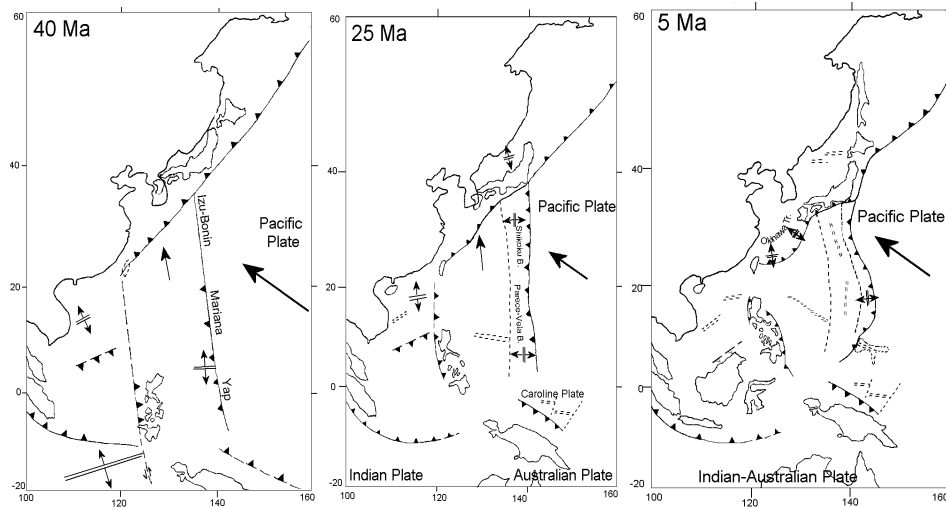 40 Ma
60
40
20
0
-20
100
120
140
160
Izu-Bonin
Mariana
Yap
Pacific
Plate
25 Ma
60
40
20
0
-20
100
120
140
160
Pacific Plate
Shikoku B.
Parece-Vela B.
Caroline Plate
Indian Plate
Australian Plate
5 Ma
60
40
20
0
-20
100
120
140
160
Okinawa Tr.
Pacific Plate
Indian-Australian Plate